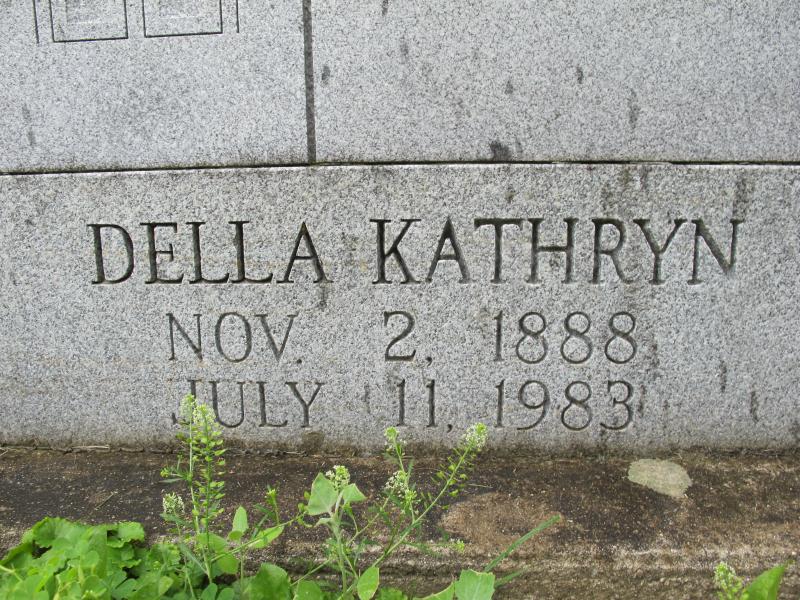 DELLA KATHRYN
NOV. 2, 1888
JULY 11, 1983